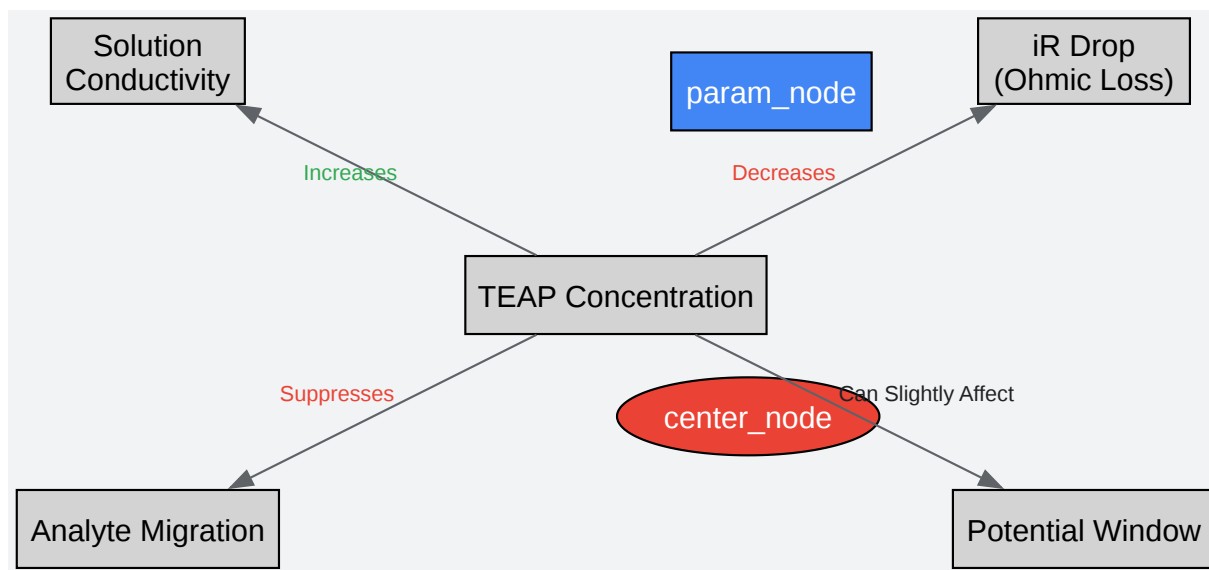 Solution
Conductivity
iR Drop
(Ohmic Loss)
param_node
Increases
Decreases
TEAP Concentration
Suppresses
Can Slightly Affect
center_node
Analyte Migration
Potential Window